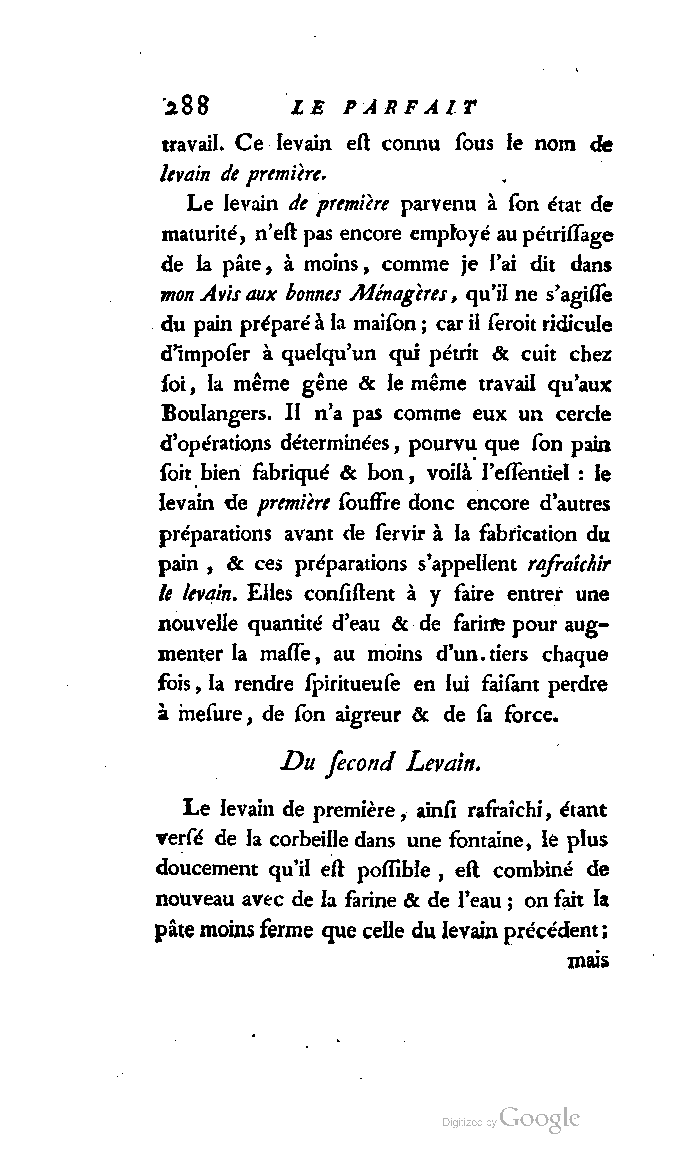 288 LE PARFAIT
travail. Ce levain eſt connu ſous le nom de
levain de première.
Le levain de première parvenu à ſon état de
maturité, n'eſt pas encore employé au pétriſſage
de la pâte, à moins, comme je l'ai dit dans
mon Avis aux bonnes Ménagères, qu'il ne s'agiſſe
du pain préparé à la maiſon; car il ſeroit ridicule
d'impoſer à quelqu'un qui pétrit & cuit chez
ſoi, la même gêne & le même travail qu'aux
Boulangers. Il n'a pas comme eux un cercle
d'opérations déterminées, pourvu que ſon pain
ſoit bien fabriqué & bon, voilà l'eſſentiel : le
levain de première ſouffre donc encore d'autres
préparations avant de ſervir à la fabrication du
pain, & ces préparations s'appellent rafraîchir
le levain. Elles conſiſtent à y faire entrer une
nouvelle quantité d'eau & de farine pour aug-
menter la maſſe, au moins d'un tiers chaque
fois, la rendre ſpiritueuſe en lui faiſant perdre
à meſure, de ſon aigreur & de ſa force.
Du ſecond Levain.
Le levain de première, ainſi rafraîchi, étant
verſé de la corbeille dans une fontaine, le plus
doucement qu'il eſt poſſible, eſt combiné de
nouveau avec de la farine & de l'eau; on fait la
pâte moins ferme que celle du levain précédent;
mais
Digitized by Google